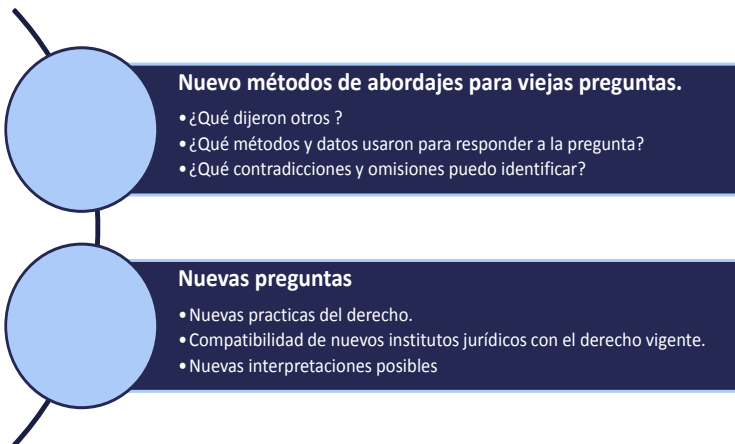 Nuevo métodos de abordajes para viejas preguntas.
•¿Qué dijeron otros ?
•¿Qué métodos y datos usaron para responder a la pregunta?
•¿Qué contradicciones y omisiones puedo identificar?
Nuevas preguntas
•Nuevas practicas del derecho.
•Compatibilidad de nuevos institutos jurídicos con el derecho vigente.
•Nuevas interpretaciones posibles